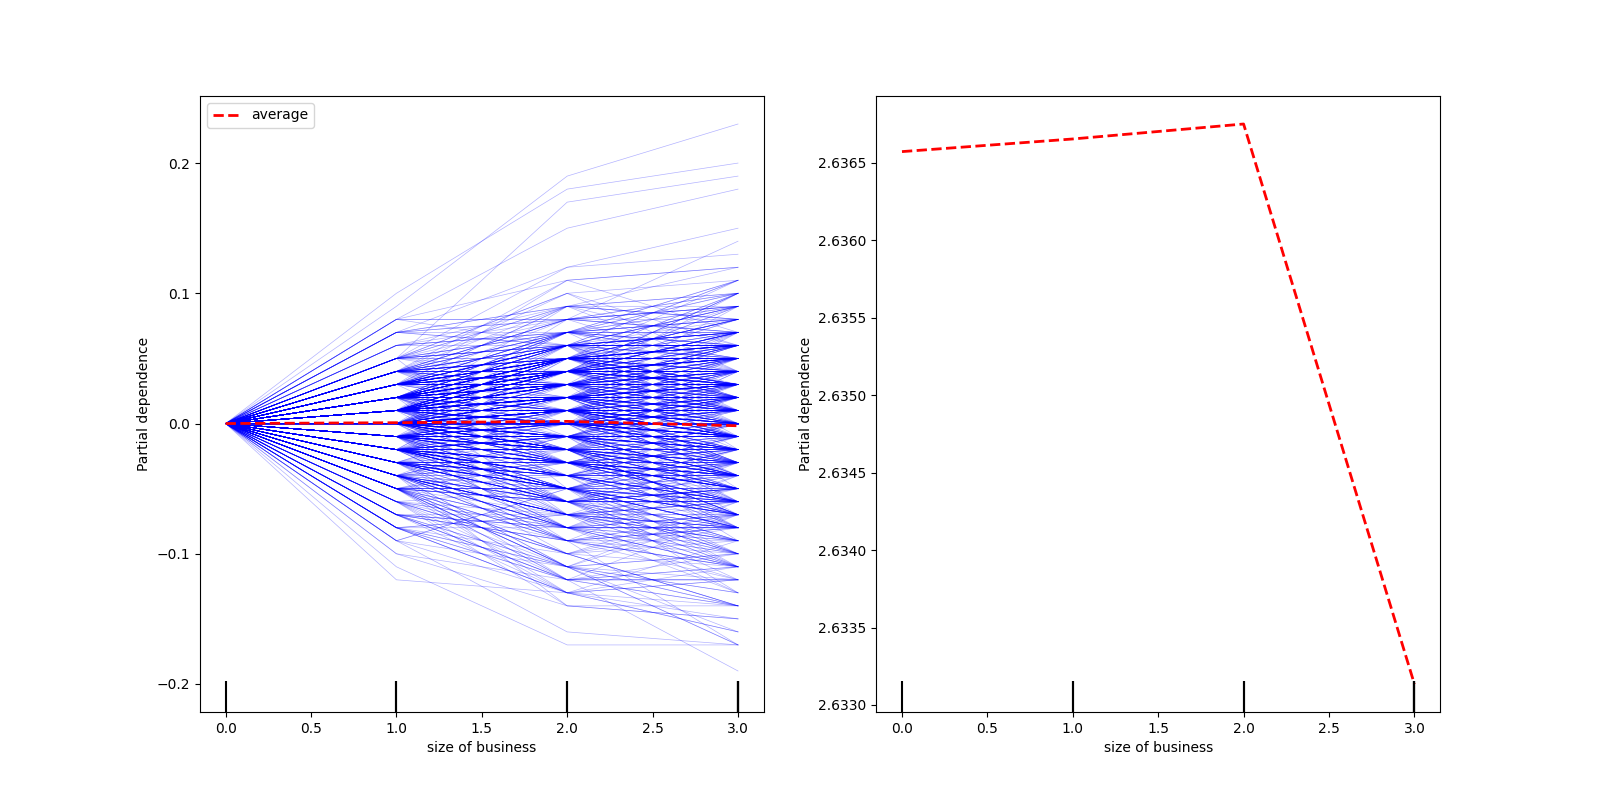 average
Partial dependence
0.2
0.1
0.0
−0.1
−0.2
0.0 0.5 1.0 1.5 2.0 2.5 3.0
size of business
Partial dependence
2.6365
2.6360
2.6355
2.6350
2.6345
2.6340
2.6335
2.6330
0.0 0.5 1.0 1.5 2.0 2.5 3.0
size of business